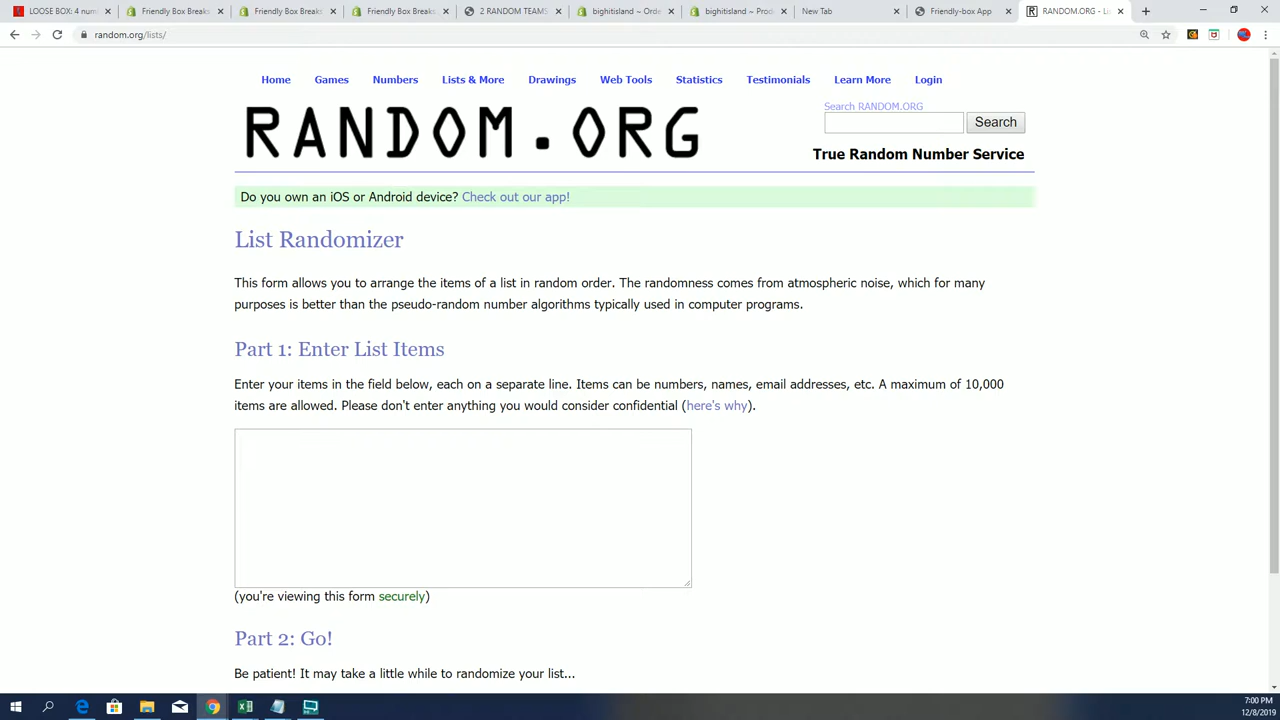 LOOSE BOX: 4 num
Friendly Box Breaks
Friendly Box Breaks
Friendly Box Breaks
2 RANDOM TEAMS
bighitisland ~ Orde
bighitisland ~ Prod
New Tab
Friendly-box App
RANDOM.ORG - Li
random.org/lists/
Home Games Numbers Lists & More Drawings Web Tools Statistics Testimonials Learn More Login
RANDOM.ORG
Search RANDOM.ORG
Search
True Random Number Service
Do you own an iOS or Android device? Check out our app!
List Randomizer
This form allows you to arrange the items of a list in random order. The randomness comes from atmospheric noise, which for many
purposes is better than the pseudo-random number algorithms typically used in computer programs.
Part 1: Enter List Items
Enter your items in the field below, each on a separate line. Items can be numbers, names, email addresses, etc. A maximum of 10,000
items are allowed. Please don't enter anything you would consider confidential (here's why).
(you're viewing this form securely)
Part 2: Go!
Be patient! It may take a little while to randomize your list...
7:00 PM
12/8/2019